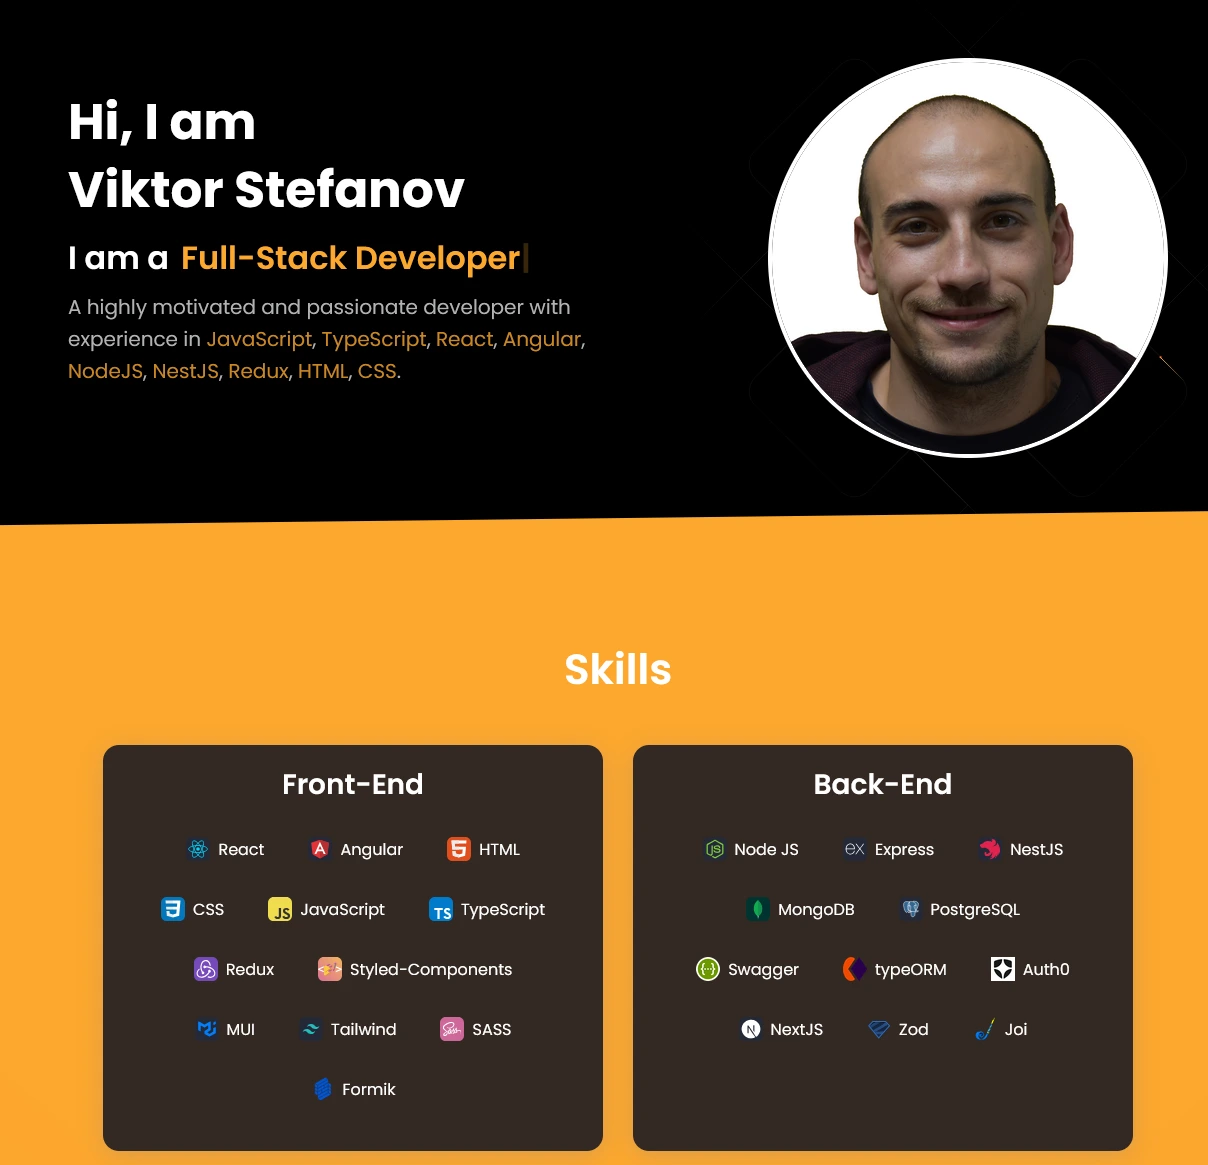 Hi, I am
Viktor Stefanov
I am a Full-Stack Developer
A highly motivated and passionate developer with
experience in JavaScript, TypeScript, React, Angular,
NodeJS, NestJS, Redux, HTML, CSS.
Skills
Front-End
React Angular HTML
CSS JavaScript TypeScript
Redux Styled-Components
MUI Tailwind SASS
Formik
Back-End
Node JS Express NestJS
MongoDB PostgreSQL
Swagger typeORM Auth0
NextJS Zod Joi